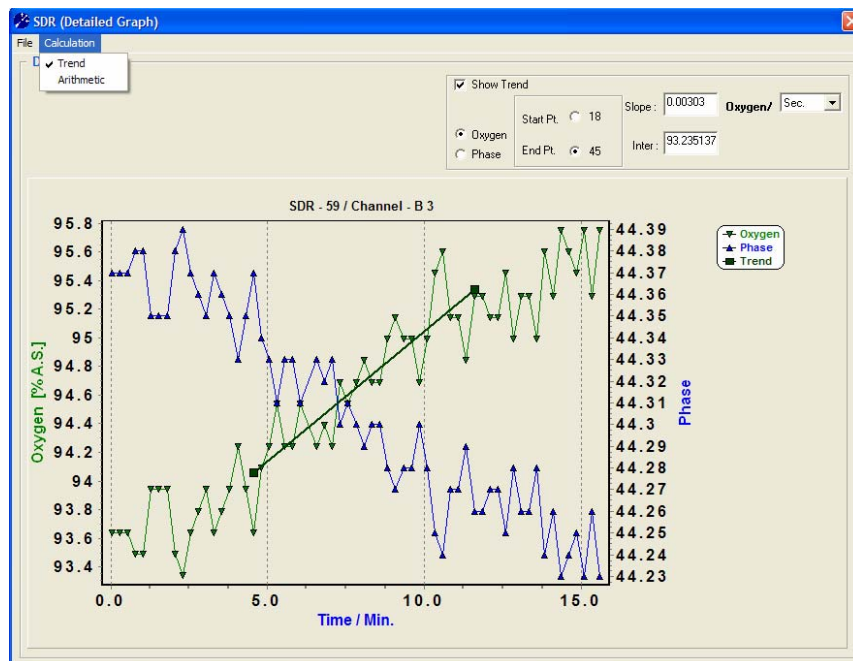 SDR (Detailed Graph)
File Calculation
Trend
Arithmetic
Show Trend
Oxygen
Phase
Start Pt. 18
End Pt. 45
Slope : 0.00303 Oxygen/ Sec.
Inter : 93.235137
SDR - 59 / Channel - B 3
95.8
95.6
95.4
95.2
95
94.8
94.6
94.4
94.2
94
93.8
93.6
93.4
Oxygen [% A.S.]
44.39
44.38
44.37
44.36
44.35
44.34
44.33
44.32
44.31
44.3
44.29
44.28
44.27
44.26
44.25
44.24
44.23
Phase
Oxygen
Phase
Trend
0.0 5.0 10.0 15.0
Time / Min.